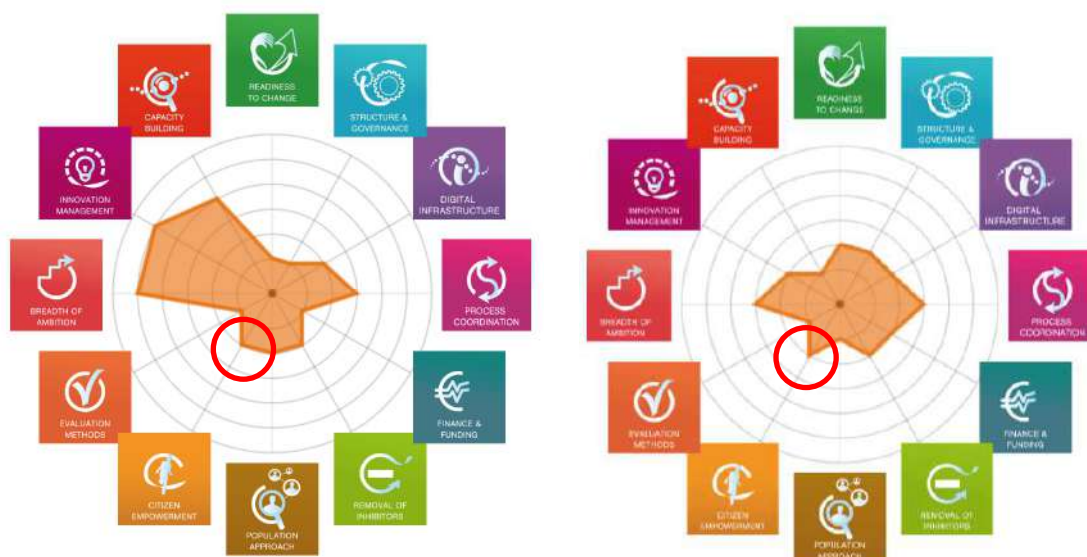 READINESS
TO CHANGE
STRUCTURE &
GOVERNANCE
DIGITAL
INFRASTRUCTURE
PROCESS
COORDINATION
FINANCE &
FUNDING
REMOVAL OF
INHIBITORS
POPULATION
APPROACH
CITIZEN
EMPOWERMENT
EVALUATION
METHODS
BREADTH OF
AMBITION
INNOVATION
MANAGEMENT
CAPACITY
BUILDING
READINESS
TO CHANGE
STRUCTURE &
GOVERNANCE
DIGITAL
INFRASTRUCTURE
PROCESS
COORDINATION
FINANCE &
FUNDING
REMOVAL OF
INHIBITORS
POPULATION
APPROACH
CITIZEN
EMPOWERMENT
EVALUATION
METHODS
BREADTH OF
AMBITION
INNOVATION
MANAGEMENT
CAPACITY
BUILDING